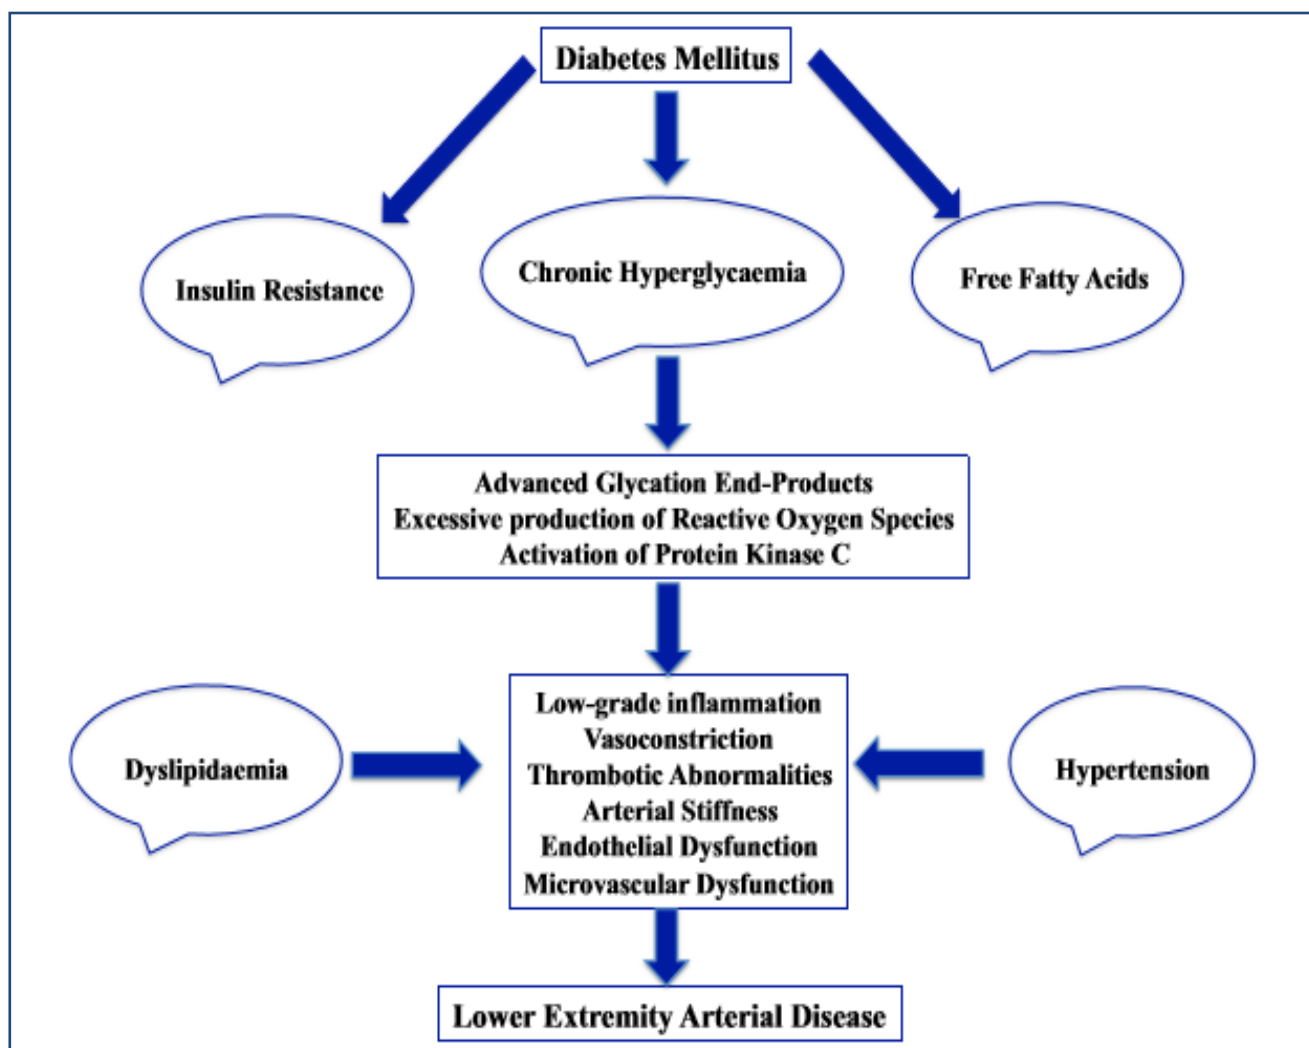 Diabetes Mellitus
Insulin Resistance
Chronic Hyperglycaemia
Free Fatty Acids
Advanced Glycation End-Products
Excessive production of Reactive Oxygen Species
Activation of Protein Kinase C
Dyslipidaemia
Low-grade inflammation
Vasoconstriction
Thrombotic Abnormalities
Arterial Stiffness
Endothelial Dysfunction
Microvascular Dysfunction
Hypertension
Lower Extremity Arterial Disease